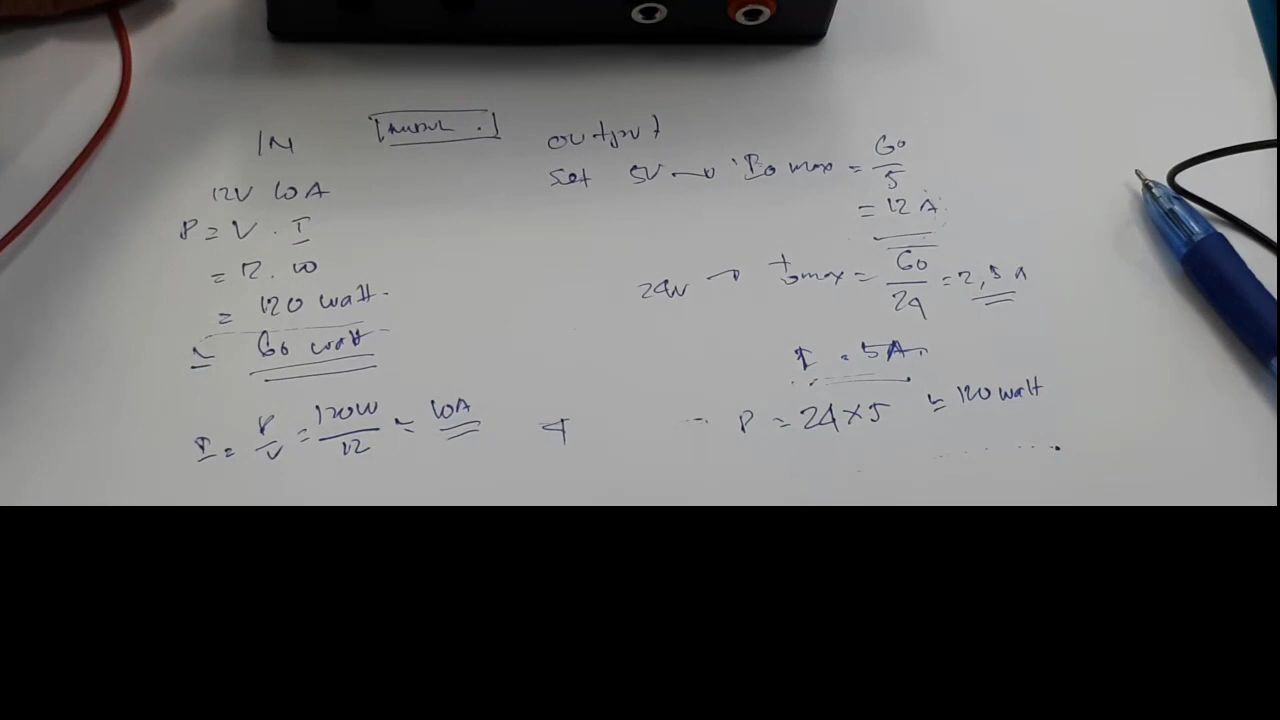 IN
output
12V 10A
set 5V → Io max = 60/5
P = V . I
= 12 A
= 12 . 10
24V → Iomax = 60/24 = 2,5 A
= 120 watt.
= 60 watt
I = 5A
I = P/V = 120W/12 = 10A
P = 24 x 5 = 120 watt